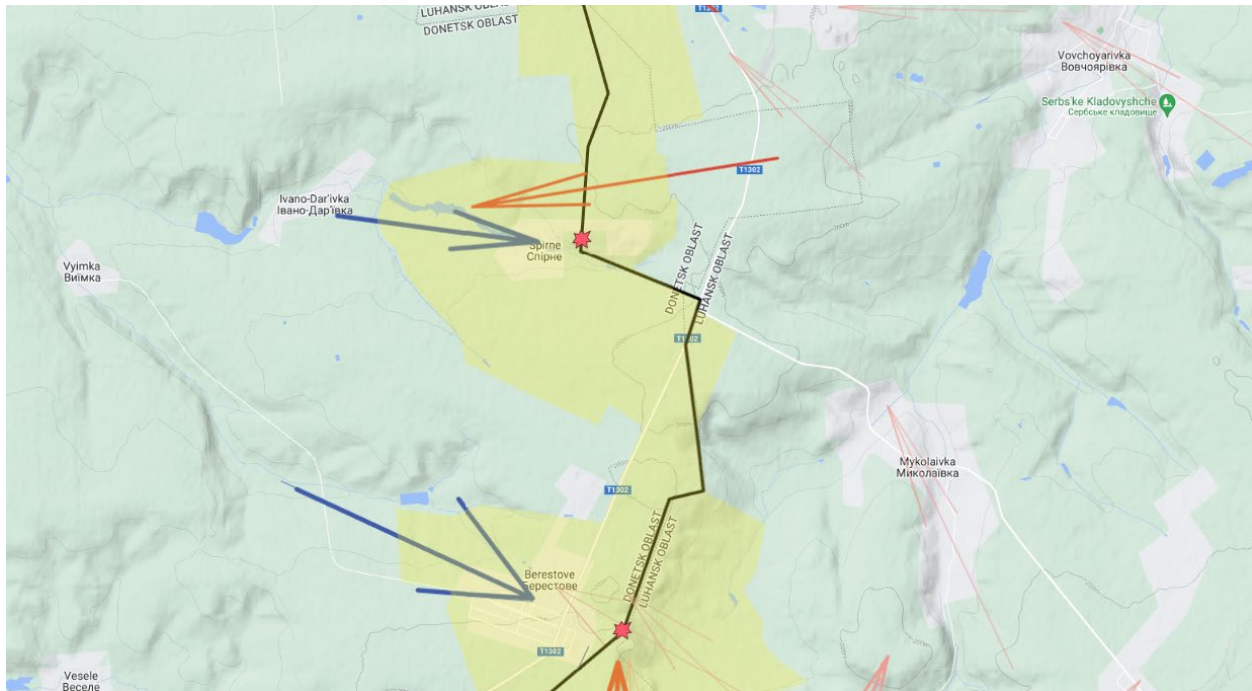 LUHANSK OBLAST
DONETSK OBLAST
T1302
Vovchoyarivka
Вовчоярівка
Serbs'ke Kladovyshche
Сербське кладовище
T1302
Ivano-Dar'ivka
Івано-Дар'ївка
Spirne
Спірне
Vyimka
Виїмка
DONETSK OBLAST
LUHANSK OBLAST
T1302
Mykolaivka
Миколаївка
T1302
DONETSK OBLAST
LUHANSK OBLAST
Berestove
Берестове
T1302
Vesele
Веселе